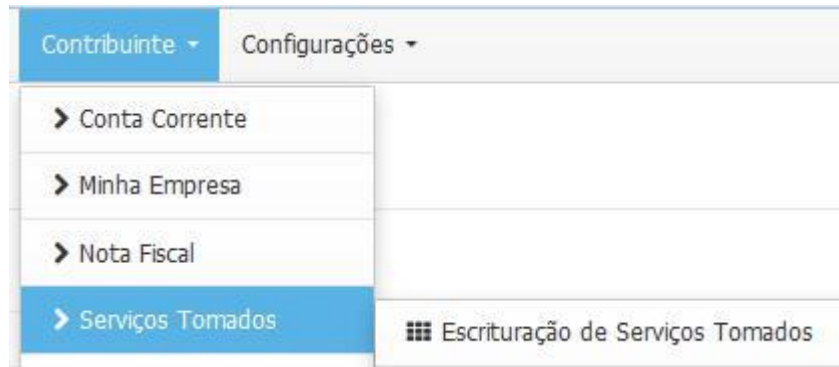 Contribuinte Configurações
Conta Corrente
Minha Empresa
Nota Fiscal
Serviços Tomados
Escrituração de Serviços Tomados